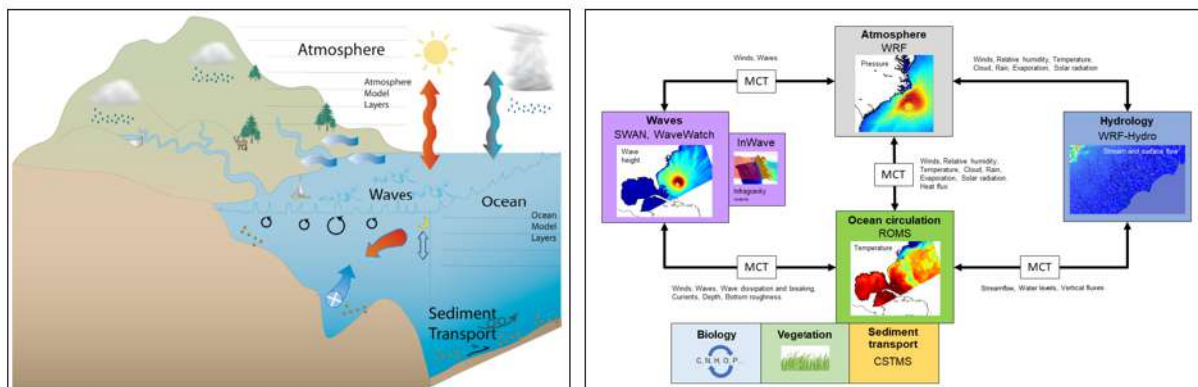 Atmosphere
Atmosphere
Model
Layers
Waves
Ocean
Ocean
Model
Layers
Sediment
Transport
Atmosphere
WRF
Pressure
Winds, Waves
MCT
Winds, Relative humidity, Temperature,
Cloud, Rain, Evaporation, Solar radiation
Waves
SWAN, WaveWatch
Wave
height
InWave
Infragravity
wave
Hydrology
WRF-Hydro
Stream and surface flow
MCT
Winds, Relative humidity,
Temperature, Cloud, Rain,
Evaporation, Solar radiation
Heat flux
Ocean circulation
ROMS
Temperature
MCT
Winds, Waves, Wave dissipation and breaking,
Currents, Depth, Bottom roughness
MCT
Streamflow, Water levels, Vertical fluxes
Biology
C, N, H, O, P...
Vegetation
Sediment
transport
CSTMS